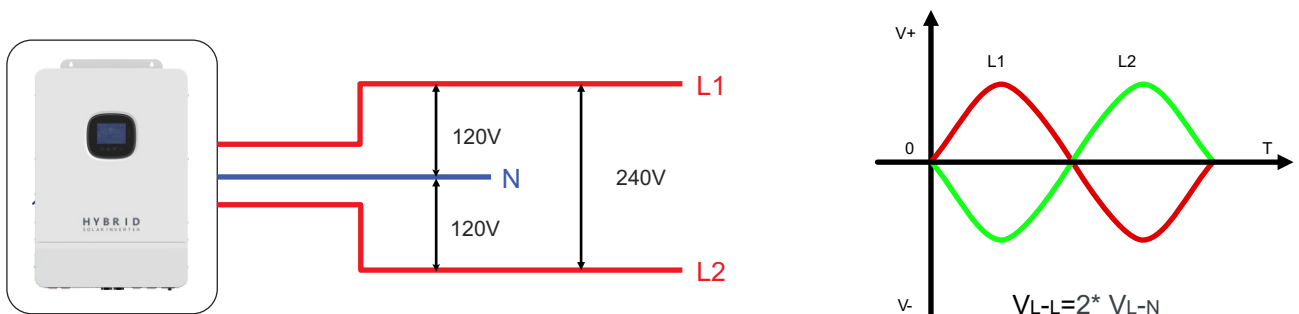 HYBRID
SOLAR INVERTER
L1
120V
N
240V
120V
L2
V+
L1
L2
0
T
V-
VL-L=2* VL-N